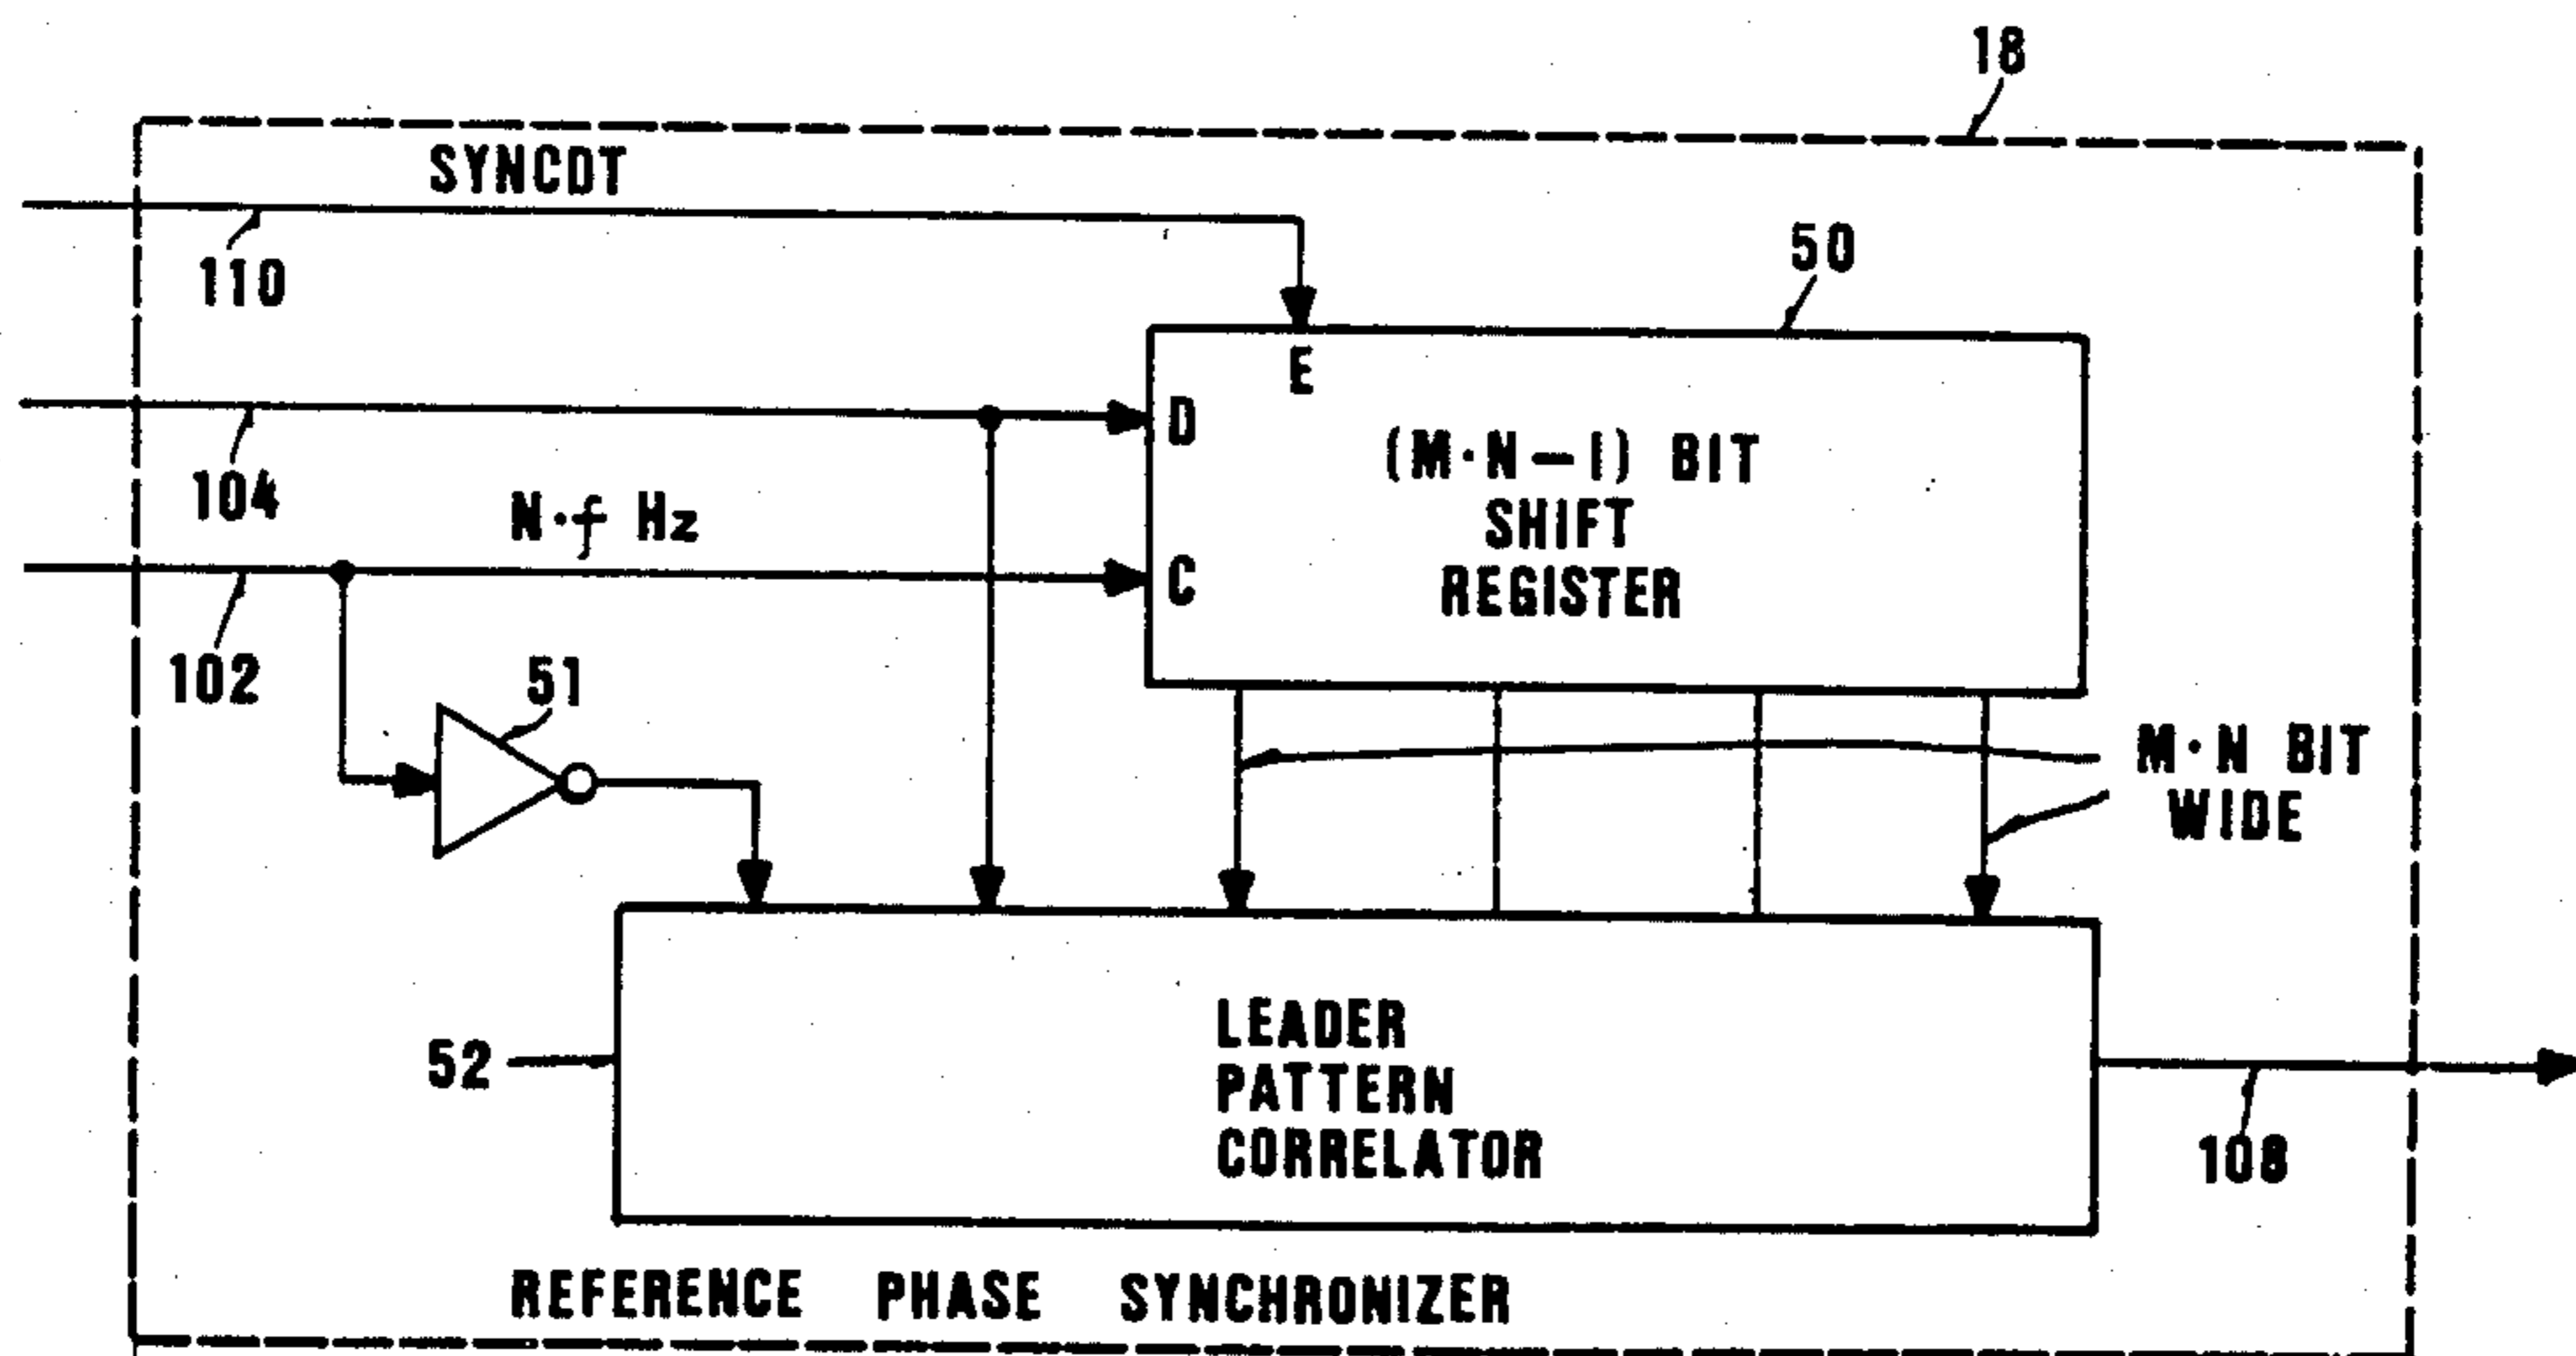 18
SYNCDT
110
50
E
D
104
(M·N−1) BIT
SHIFT
REGISTER
N·f Hz
C
102
51
M·N BIT
WIDE
LEADER
PATTERN
CORRELATOR
52
108
REFERENCE PHASE SYNCHRONIZER